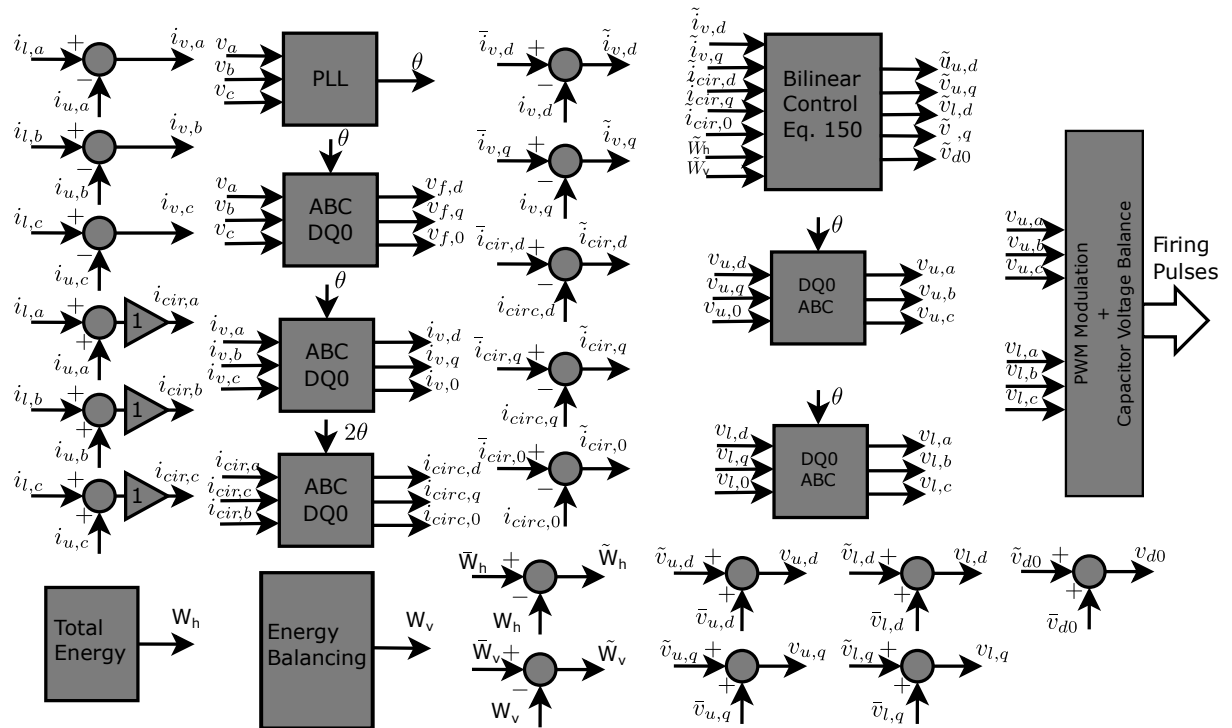 i_{l,a} + − i_{u,a} i_{v,a}
i_{l,b} + − i_{u,b} i_{v,b}
i_{l,c} + − i_{u,c} i_{v,c}
i_{l,a} + + i_{u,a} 1 i_{cir,a}
i_{l,b} + + i_{u,b} 1 i_{cir,b}
i_{l,c} + + i_{u,c} 1 i_{cir,c}
v_a
v_b
v_c
PLL
θ
θ
v_a
v_b
v_c
ABC
DQ0
v_{f,d}
v_{f,q}
v_{f,0}
θ
i_{v,a}
i_{v,b}
i_{v,c}
ABC
DQ0
i_{v,d}
i_{v,q}
i_{v,0}
2θ
i_{cir,a}
i_{cir,c}
i_{cir,b}
ABC
DQ0
i_{circ,d}
i_{circ,q}
i_{circ,0}
ī_{v,d} + − i_{v,d} ĩ_{v,d}
ī_{v,q} + − i_{v,q} ĩ_{v,q}
ī_{cir,d} + − i_{circ,d} ĩ_{cir,d}
ī_{cir,q} + − i_{circ,q} ĩ_{cir,q}
ī_{cir,0} + − i_{circ,0} ĩ_{cir,0}
ĩ_{v,d}
ĩ_{v,q}
ĩ_{cir,d}
ĩ_{cir,q}
ĩ_{cir,0}
W̃_h
W̃_v
Bilinear
Control
Eq. 150
ũ_{u,d}
ṽ_{u,q}
ṽ_{l,d}
ṽ ,q
ṽ_{d0}
θ
v_{u,d}
v_{u,q}
v_{u,0}
DQ0
ABC
v_{u,a}
v_{u,b}
v_{u,c}
θ
v_{l,d}
v_{l,q}
v_{l,0}
DQ0
ABC
v_{l,a}
v_{l,b}
v_{l,c}
v_{u,a}
v_{u,b}
v_{u,c}
v_{l,a}
v_{l,b}
v_{l,c}
PWM Modulation
+
Capacitor Voltage Balance
Firing
Pulses
Total
Energy
W_h
Energy
Balancing
W_v
W̄_h + − W_h W̃_h
W̄_v + − W_v W̃_v
ṽ_{u,d} + + v̄_{u,d} v_{u,d}
ṽ_{u,q} + + v̄_{u,q} v_{u,q}
ṽ_{l,d} + + v̄_{l,d} v_{l,d}
ṽ_{l,q} + + v̄_{l,q} v_{l,q}
ṽ_{d0} + + v̄_{d0} v_{d0}